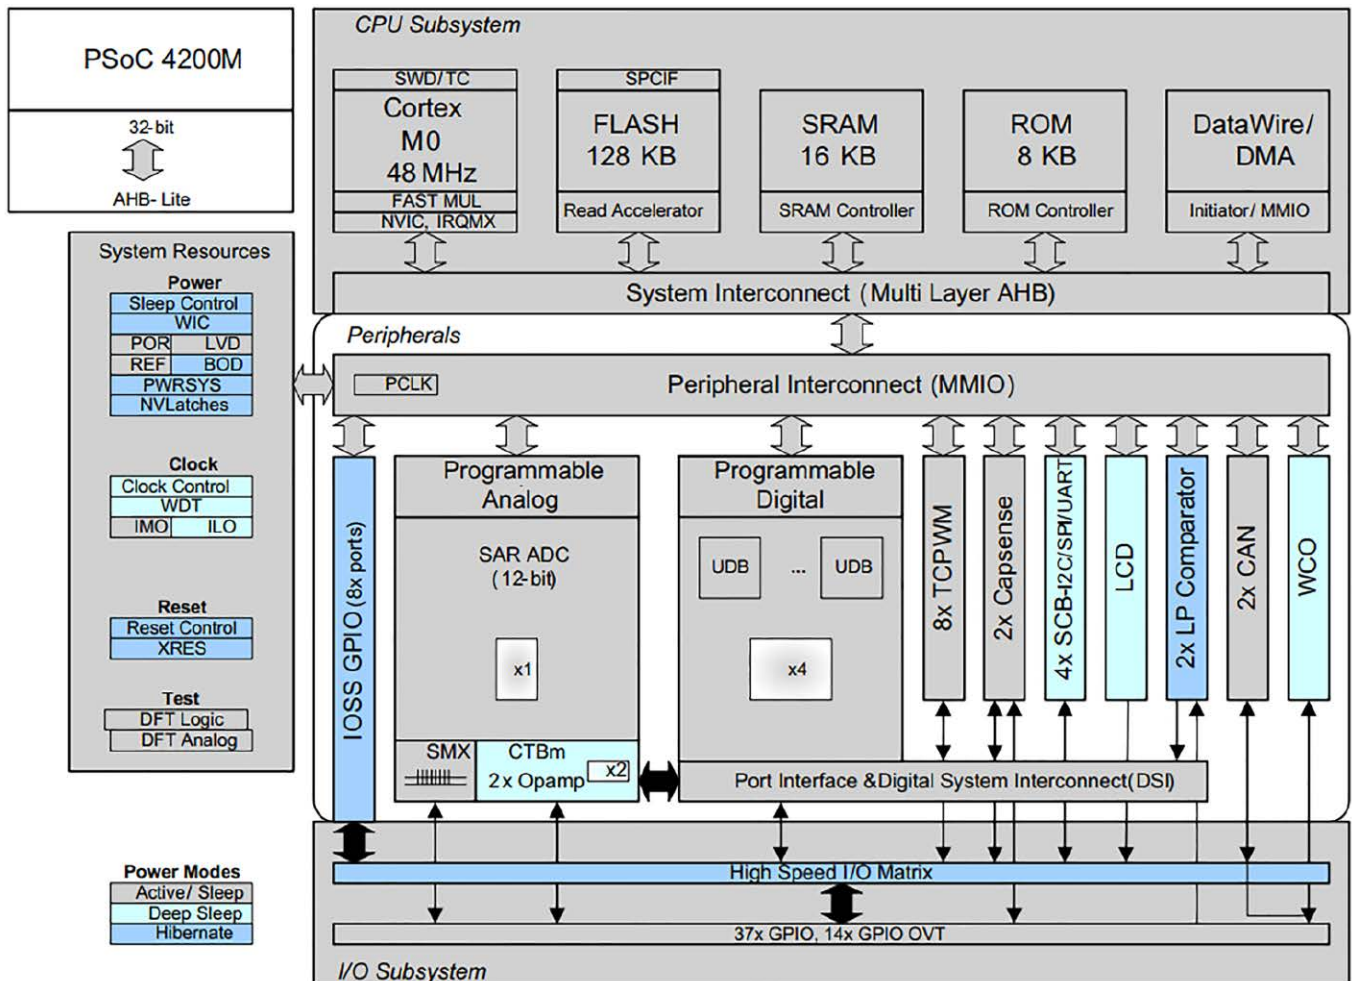 PSoC 4200M
32-bit
AHB- Lite
CPU Subsystem
SWD/TC
Cortex
M0
48 MHz
FAST MUL
NVIC, IRQMX
SPCIF
FLASH
128 KB
Read Accelerator
SRAM
16 KB
SRAM Controller
ROM
8 KB
ROM Controller
DataWire/
DMA
Initiator/ MMIO
System Interconnect (Multi Layer AHB)
System Resources
Power
Sleep Control
WIC
POR LVD
REF BOD
PWRSYS
NVLatches
Clock
Clock Control
WDT
IMO ILO
Reset
Reset Control
XRES
Test
DFT Logic
DFT Analog
Peripherals
PCLK
Peripheral Interconnect (MMIO)
IOSS GPIO (8x ports)
Programmable
Analog
SAR ADC
(12-bit)
x1
SMX
CTBm
2x Opamp
x2
Programmable
Digital
UDB ... UDB
x4
8x TCPWM
2x Capsense
4x SCB-I2C/SPI/UART
LCD
2x LP Comparator
2x CAN
WCO
Port Interface &Digital System Interconnect(DSI)
Power Modes
Active/ Sleep
Deep Sleep
Hibernate
High Speed I/O Matrix
37x GPIO, 14x GPIO OVT
I/O Subsystem